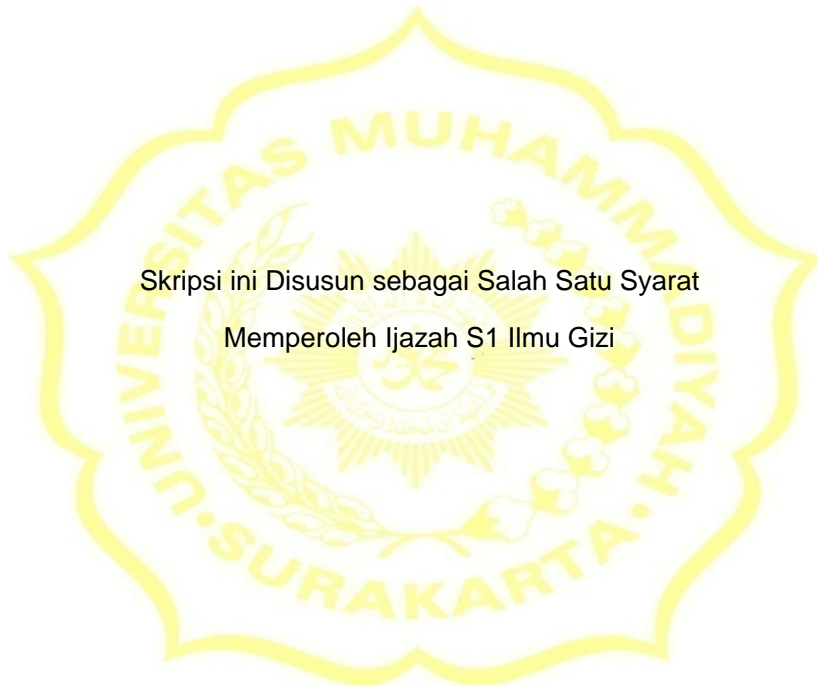 UNIVERSITAS MUHAMMADIYAH
Skripsi ini Disusun sebagai Salah Satu Syarat
Memperoleh Ijazah S1 Ilmu Gizi
SURAKARTA